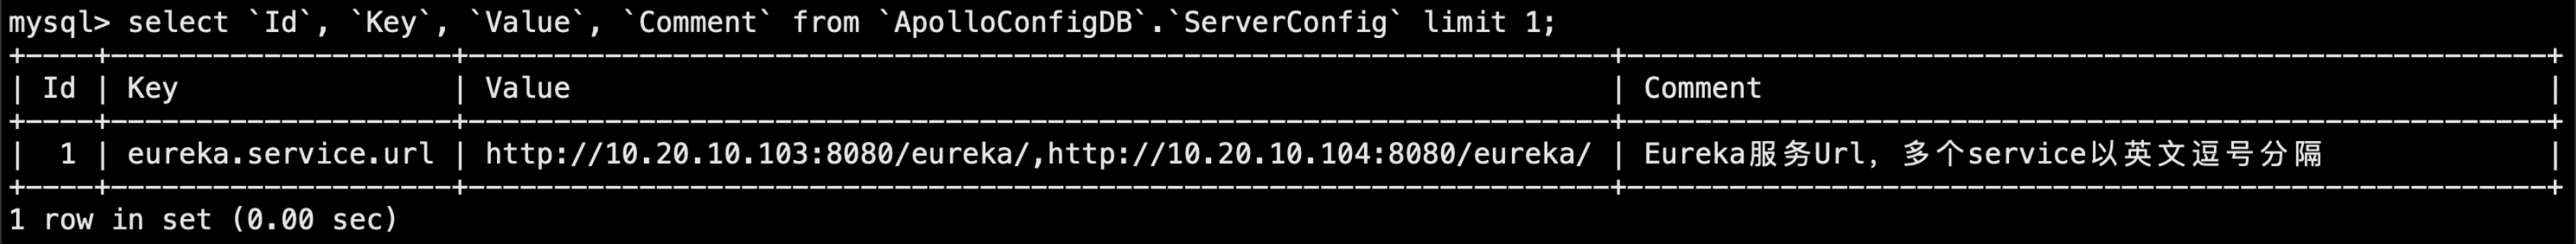 mysql> select `Id`, `Key`, `Value`, `Comment` from `ApolloConfigDB`.`ServerConfig` limit 1;
+----+--------------------+-------------------------------------------------------------------+------------------------------------------------------+
| Id | Key                | Value                                                             | Comment                                              |
+----+--------------------+-------------------------------------------------------------------+------------------------------------------------------+
|  1 | eureka.service.url | http://10.20.10.103:8080/eureka/,http://10.20.10.104:8080/eureka/ | Eureka服务Url，多个service以英文逗号分隔             |
+----+--------------------+-------------------------------------------------------------------+------------------------------------------------------+
1 row in set (0.00 sec)